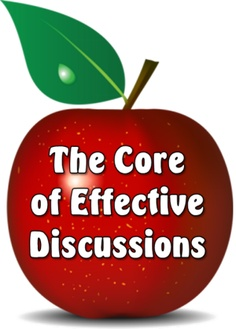 The Core
of Effective
Discussions